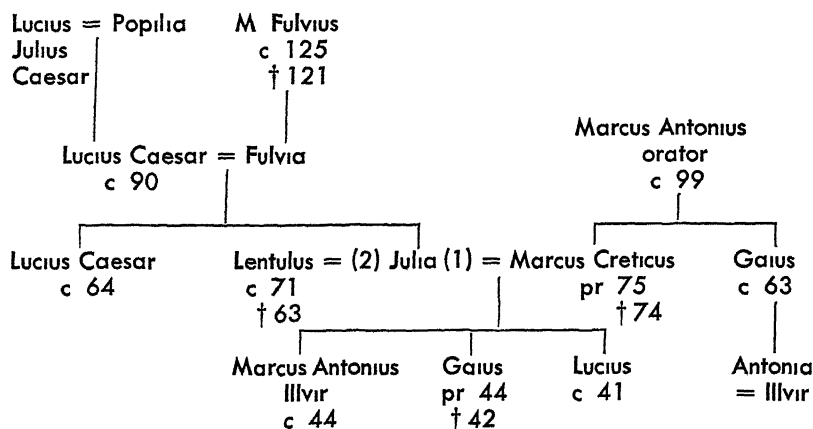 Lucius = Popilia
Julius
Caesar
M Fulvius
c 125
† 121
Lucius Caesar = Fulvia
c 90
Marcus Antonius
orator
c 99
Lucius Caesar
c 64
Lentulus = (2) Julia (1) = Marcus Creticus
c 71
† 63
pr 75
† 74
Gaius
c 63
Marcus Antonius
IIIvir
c 44
Gaius
pr 44
† 42
Lucius
c 41
Antonia
= IIIvir